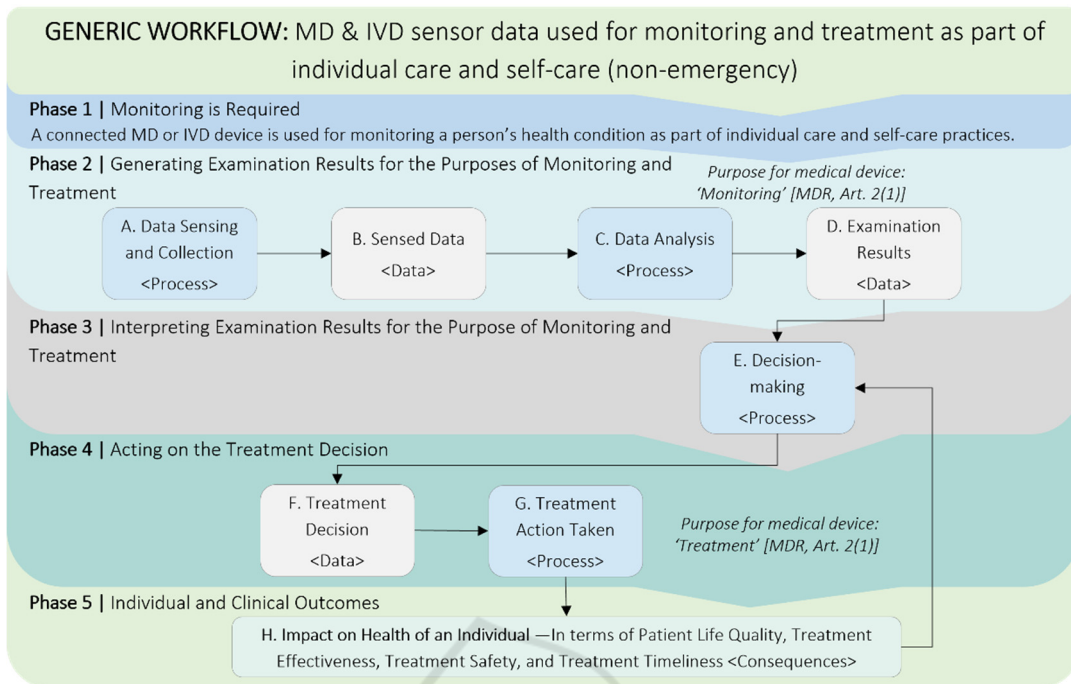 GENERIC WORKFLOW: MD & IVD sensor data used for monitoring and treatment as part of
individual care and self-care (non-emergency)
Phase 1 | Monitoring is Required
A connected MD or IVD device is used for monitoring a person's health condition as part of individual care and self-care practices.
Phase 2 | Generating Examination Results for the Purposes of Monitoring and
Treatment
Purpose for medical device:
'Monitoring' [MDR, Art. 2(1)]
A. Data Sensing
and Collection
<Process>
B. Sensed Data
<Data>
C. Data Analysis
<Process>
D. Examination
Results
<Data>
Phase 3 | Interpreting Examination Results for the Purpose of Monitoring and
Treatment
E. Decision-
making
<Process>
Phase 4 | Acting on the Treatment Decision
F. Treatment
Decision
<Data>
G. Treatment
Action Taken
<Process>
Purpose for medical device:
'Treatment' [MDR, Art. 2(1)]
Phase 5 | Individual and Clinical Outcomes
H. Impact on Health of an Individual —In terms of Patient Life Quality, Treatment
Effectiveness, Treatment Safety, and Treatment Timeliness <Consequences>